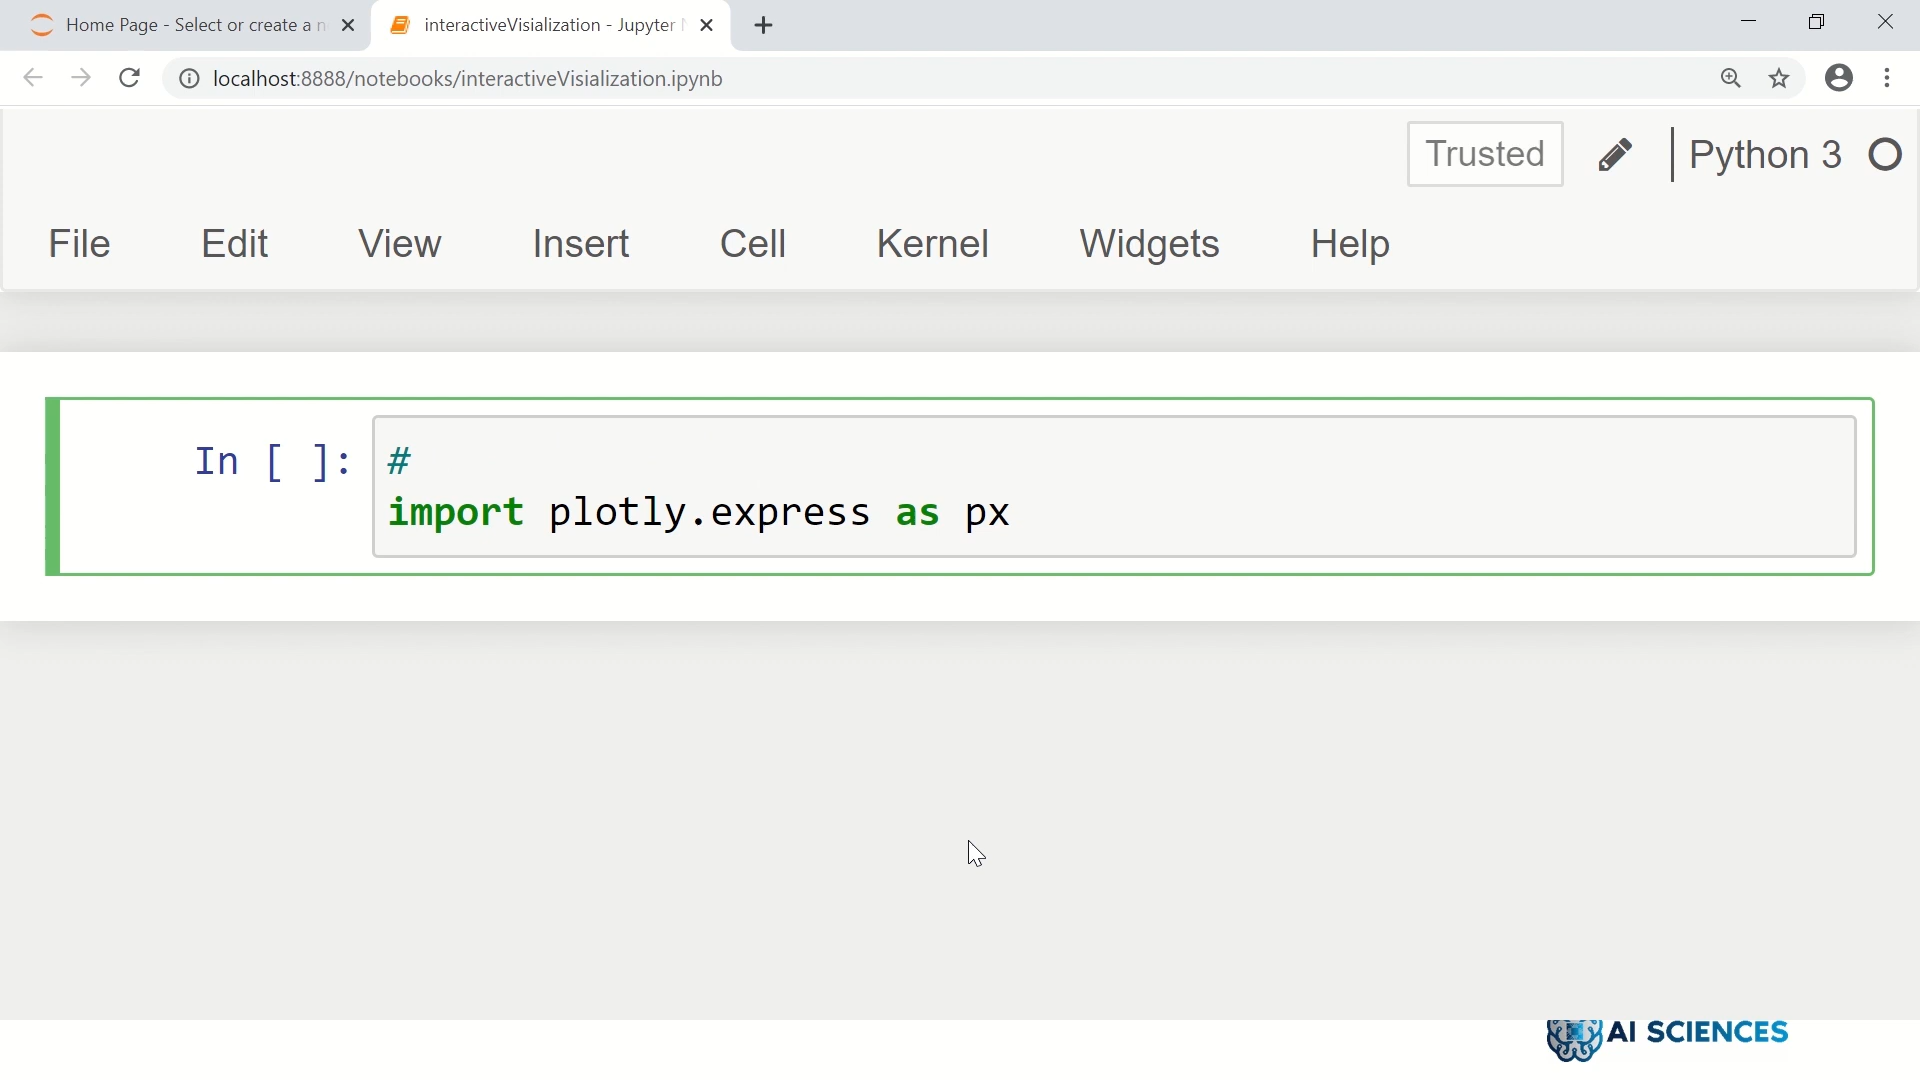 Home Page - Select or create a n
interactiveVisialization - Jupyter
localhost:8888/notebooks/interactiveVisialization.ipynb
Trusted
Python 3
File Edit View Insert Cell Kernel Widgets Help
In [ ]: #
import plotly.express as px
AI SCIENCES